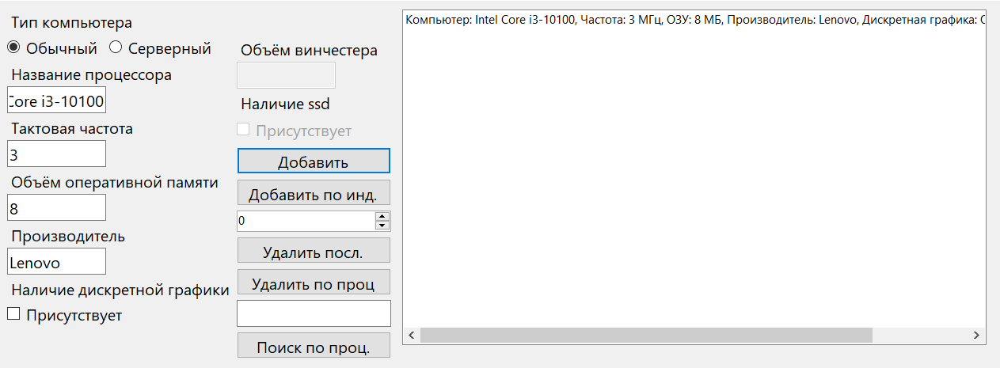 Тип компьютера
Обычный
Серверный
Название процессора
Core i3-10100
Тактовая частота
3
Объём оперативной памяти
8
Производитель
Lenovo
Наличие дискретной графики
Присутствует
Объём винчестера
Наличие ssd
Присутствует
Добавить
Добавить по инд.
0
Удалить посл.
Удалить по проц
Поиск по проц.
Компьютер: Intel Core i3-10100, Частота: 3 МГц, ОЗУ: 8 МБ, Производитель: Lenovo, Дискретная графика: